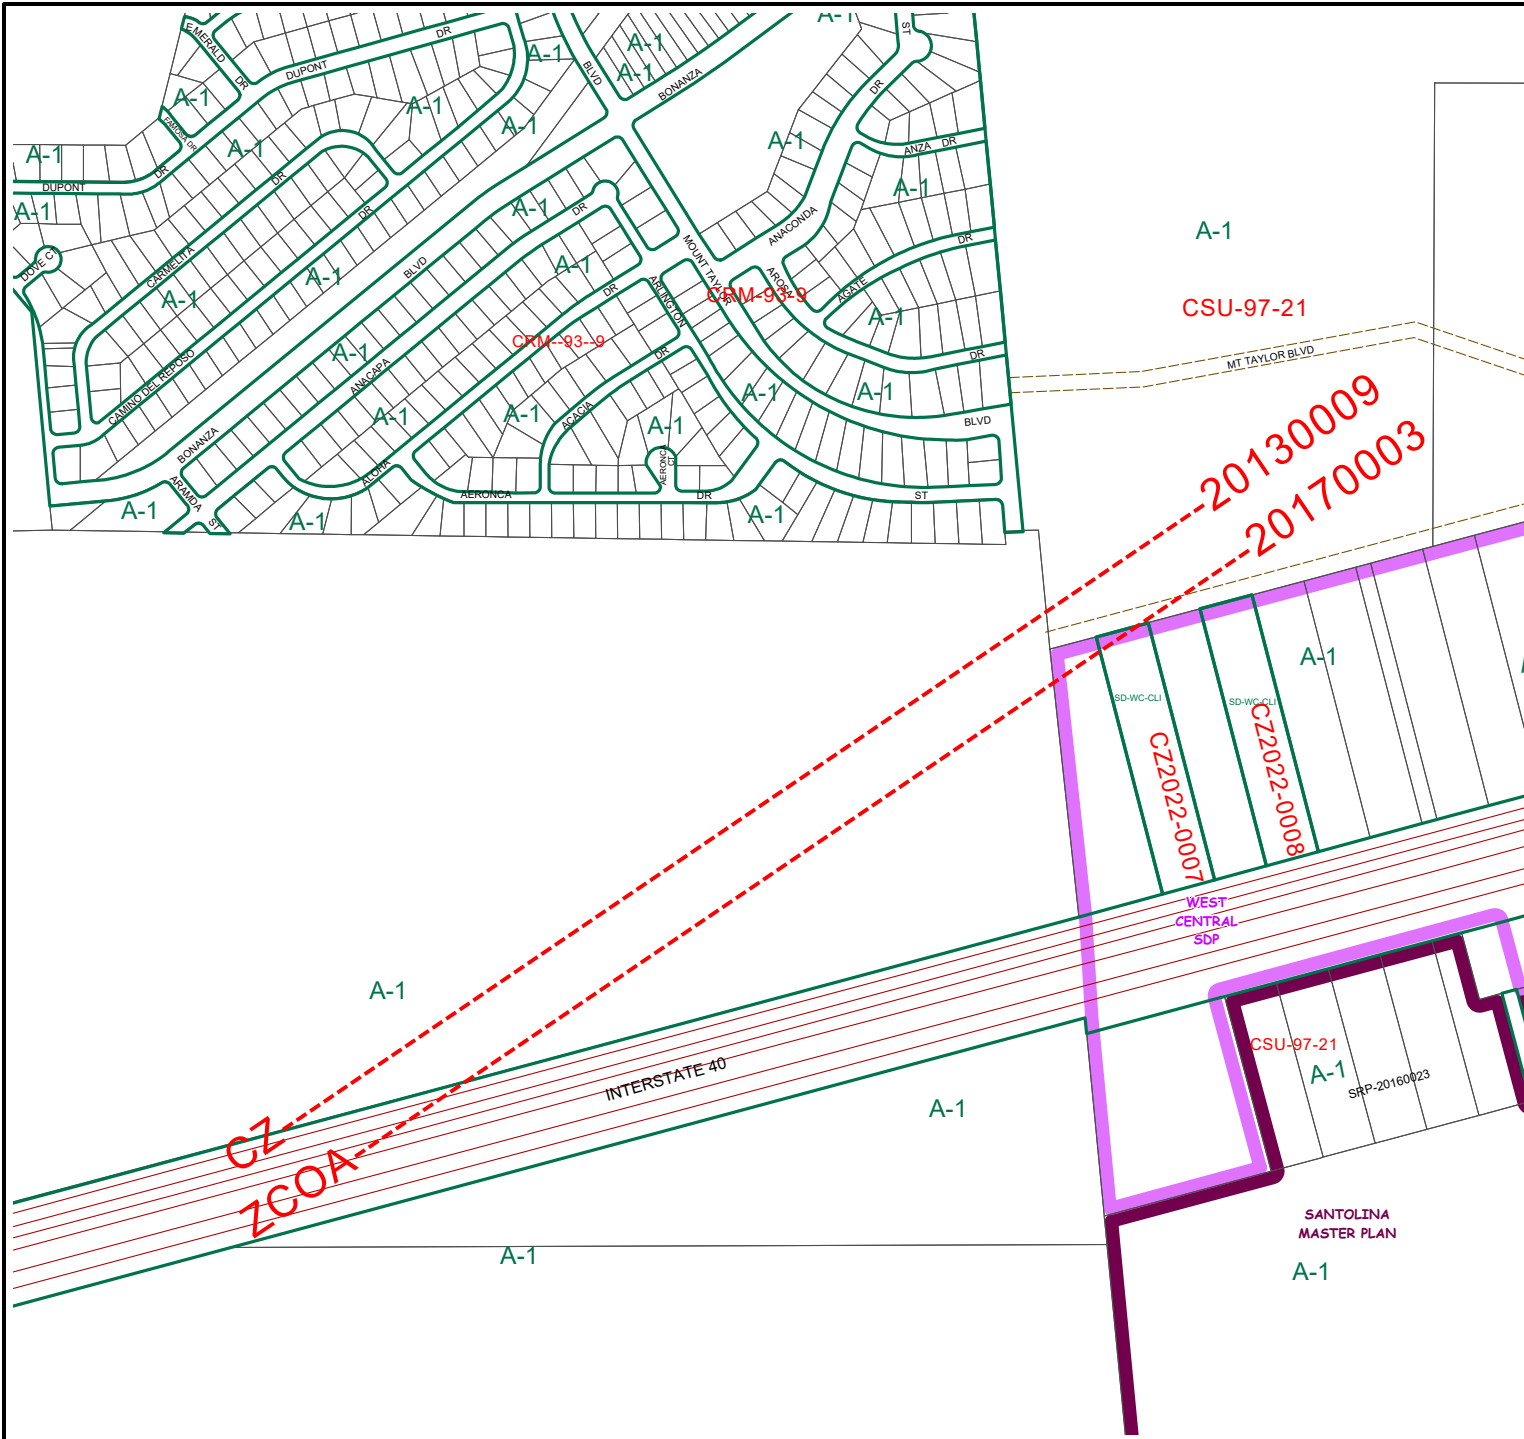 A-1
EMERALD
DR
DUPONT
DR
A-1
BLVD
A-1
A-1
BONANZA
ST
A-1
FAMOSA DR
A-1
A-1
A-1
DR
A-1
ANZA DR
A-1
A-1
DUPONT
DR
DR
A-1
A-1
DR
A-1
DR
A-1
DOVE CT
CARMELITA
A-1
A-1
BLVD
A-1
MOUNT TAYLOR
ANACONDA
DR
AROSA
AGATE
A-1
ARLINGTON
DR
CRM-93-9
CRM--93--9
A-1
CSU-97-21
MT TAYLOR BLVD
CAMINO DEL REPOSO
A-1
ANACAPA
DR
DR
A-1
A-1
A-1
A-1
ACACIA
A-1
BLVD
BONANZA
ALOHA
AERONCA
CT
ARAMDA
ST
AERONCA
DR
ST
A-1
A-1
A-1
20130009
20170003
A-1
SD-WC-CLI
SD-WC-CLI
CZ2022-0007
CZ2022-0008
WEST
CENTRAL
SDP
A-1
INTERSTATE 40
CSU-97-21
A-1
SRP-20160023
A-1
CZ
ZCOA
SANTOLINA
MASTER PLAN
A-1
A-1